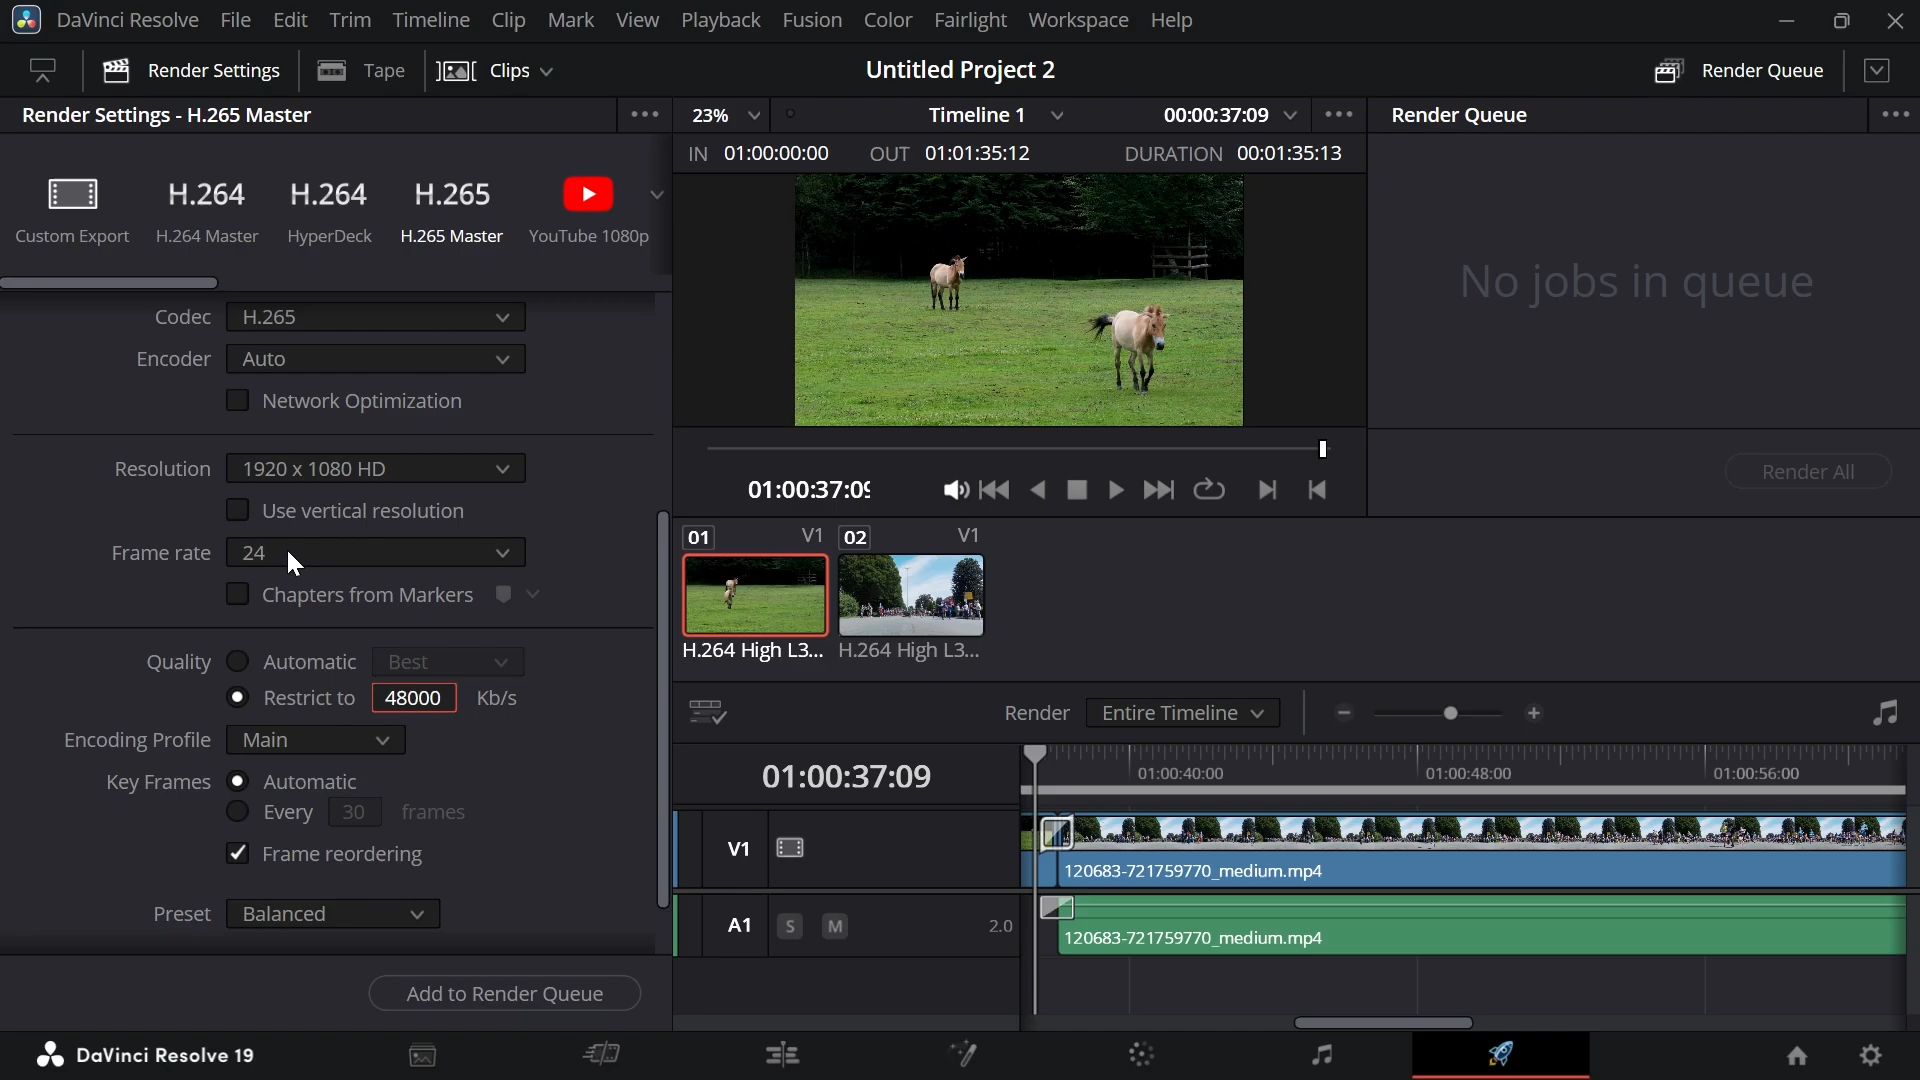 DaVinci Resolve File Edit Trim Timeline Clip Mark View Playback Fusion Color Fairlight Workspace Help
Render Settings Tape Clips Untitled Project 2 Render Queue
Render Settings - H.265 Master 23% Timeline 1 00:00:37:09 Render Queue
IN 01:00:00:00 OUT 01:01:35:12 DURATION 00:01:35:13
H.264 H.264 H.265
Custom Export H.264 Master HyperDeck H.265 Master YouTube 1080p
No jobs in queue
Codec H.265
Encoder Auto
Network Optimization
Resolution 1920 x 1080 HD
Render All
01:00:37:09
Use vertical resolution
01 V1 02 V1
Frame rate 24
Chapters from Markers
H.264 High L3... H.264 High L3...
Quality Automatic Best
Restrict to 48000 Kb/s
Render Entire Timeline
Encoding Profile Main
01:00:37:09 01:00:40:00 01:00:48:00 01:00:56:00
Key Frames Automatic
Every 30 frames
Frame reordering
V1
120683-721759770_medium.mp4
Preset Balanced
A1 S M 2.0
120683-721759770_medium.mp4
Add to Render Queue
DaVinci Resolve 19